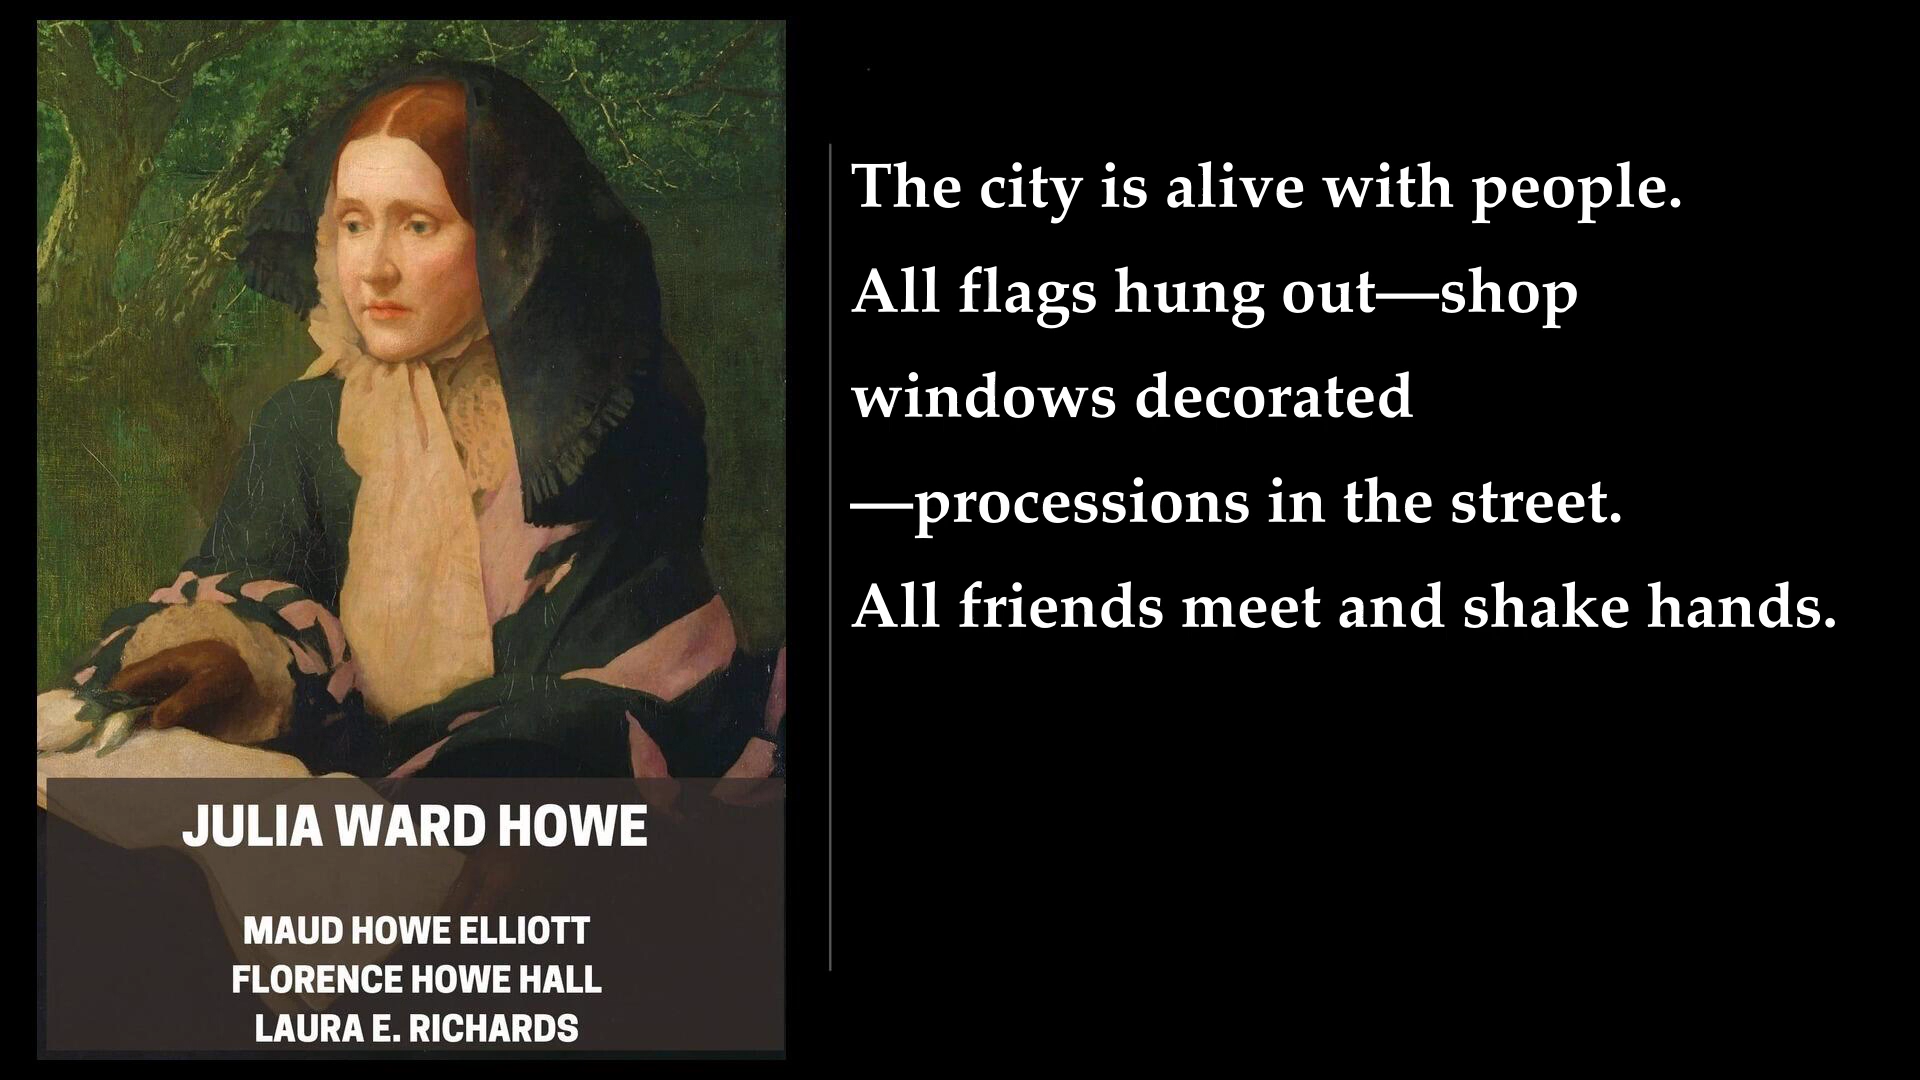 The city is alive with people.
All flags hung out—shop
windows decorated
—processions in the street.
All friends meet and shake hands.
JULIA WARD HOWE
MAUD HOWE ELLIOTT
FLORENCE HOWE HALL
LAURA E. RICHARDS